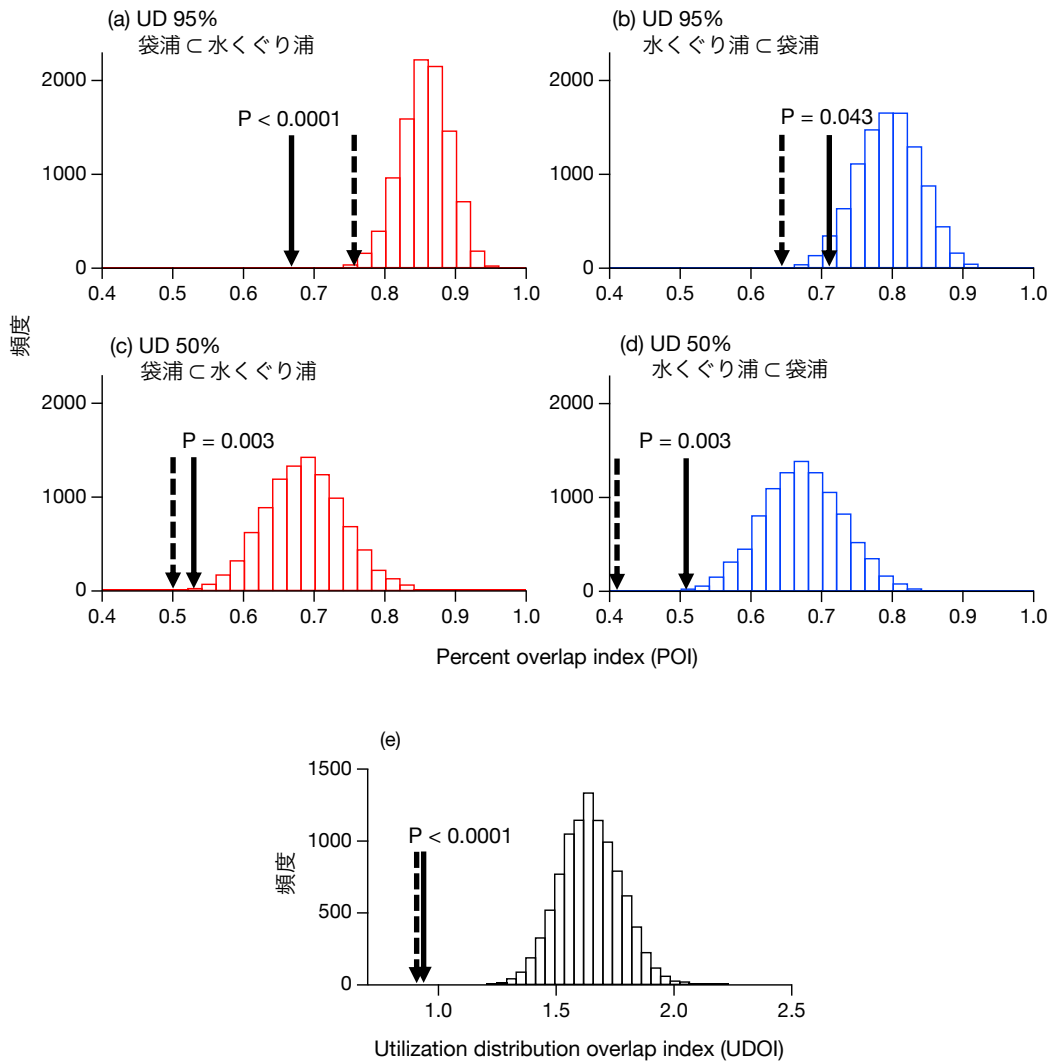 (a) UD 95%
袋浦 ⊂ 水くぐり浦
2000
1000
0
P < 0.0001
0.4 0.5 0.6 0.7 0.8 0.9 1.0
(b) UD 95%
水くぐり浦 ⊂ 袋浦
2000
1000
0
P = 0.043
0.4 0.5 0.6 0.7 0.8 0.9 1.0
頻度
(c) UD 50%
袋浦 ⊂ 水くぐり浦
2000
1000
0
P = 0.003
0.4 0.5 0.6 0.7 0.8 0.9 1.0
(d) UD 50%
水くぐり浦 ⊂ 袋浦
2000
1000
0
P = 0.003
0.4 0.5 0.6 0.7 0.8 0.9 1.0
Percent overlap index (POI)
(e)
1500
1000
500
0
頻度
P < 0.0001
1.0 1.5 2.0 2.5
Utilization distribution overlap index (UDOI)